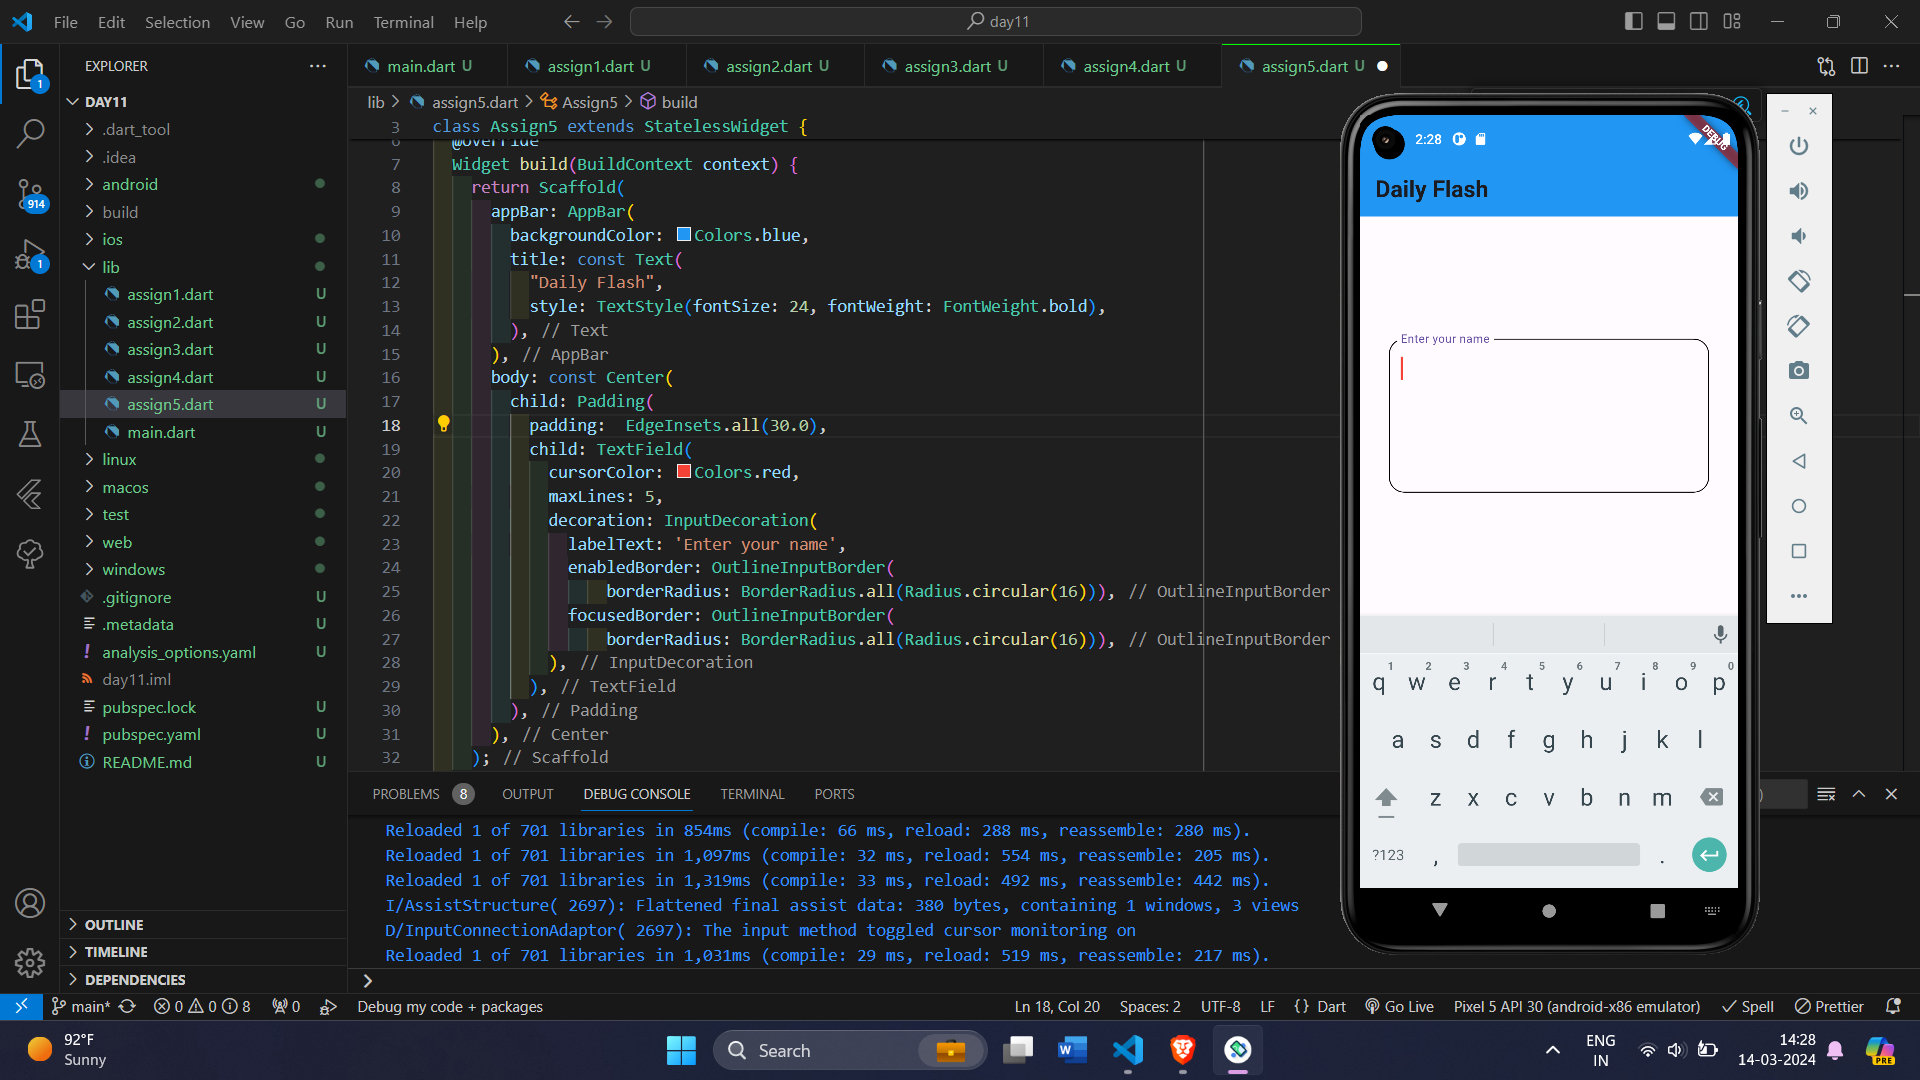 File Edit Selection View Go Run Terminal Help
day11
EXPLORER
DAY11
.dart_tool
.idea
android
build
ios
lib
assign1.dart U
assign2.dart U
assign3.dart U
assign4.dart U
assign5.dart U
main.dart U
linux
macos
test
web
windows
.gitignore U
.metadata U
analysis_options.yaml U
day11.iml
pubspec.lock U
pubspec.yaml U
README.md U
OUTLINE
TIMELINE
DEPENDENCIES
1
914
1
main.dart U assign1.dart U assign2.dart U assign3.dart U assign4.dart U assign5.dart U
lib > assign5.dart > Assign5 > build
3 class Assign5 extends StatelessWidget {
6 @override
7 Widget build(BuildContext context) {
8 return Scaffold(
9 appBar: AppBar(
10 backgroundColor: Colors.blue,
11 title: const Text(
12 "Daily Flash",
13 style: TextStyle(fontSize: 24, fontWeight: FontWeight.bold),
14 ), // Text
15 ), // AppBar
16 body: const Center(
17 child: Padding(
18 padding:  EdgeInsets.all(30.0),
19 child: TextField(
20 cursorColor: Colors.red,
21 maxLines: 5,
22 decoration: InputDecoration(
23 labelText: 'Enter your name',
24 enabledBorder: OutlineInputBorder(
25 borderRadius: BorderRadius.all(Radius.circular(16))), // OutlineInputBorder
26 focusedBorder: OutlineInputBorder(
27 borderRadius: BorderRadius.all(Radius.circular(16))), // OutlineInputBorder
28 ), // InputDecoration
29 ), // TextField
30 ), // Padding
31 ), // Center
32 ); // Scaffold
PROBLEMS 8 OUTPUT DEBUG CONSOLE TERMINAL PORTS
Reloaded 1 of 701 libraries in 854ms (compile: 66 ms, reload: 288 ms, reassemble: 280 ms).
Reloaded 1 of 701 libraries in 1,097ms (compile: 32 ms, reload: 554 ms, reassemble: 205 ms).
Reloaded 1 of 701 libraries in 1,319ms (compile: 33 ms, reload: 492 ms, reassemble: 442 ms).
I/AssistStructure( 2697): Flattened final assist data: 380 bytes, containing 1 windows, 3 views
D/InputConnectionAdaptor( 2697): The input method toggled cursor monitoring on
Reloaded 1 of 701 libraries in 1,031ms (compile: 29 ms, reload: 519 ms, reassemble: 217 ms).
2:28
DEBUG
Daily Flash
Enter your name
1 2 3 4 5 6 7 8 9 0
q w e r t y u i o p
a s d f g h j k l
z x c v b n m
?123 , .
main* 0 0 8 0 Debug my code + packages Ln 18, Col 20 Spaces: 2 UTF-8 LF {} Dart Go Live Pixel 5 API 30 (android-x86 emulator) Spell Prettier
92°F
Sunny
Search
ENG
IN
14:28
14-03-2024
PRE